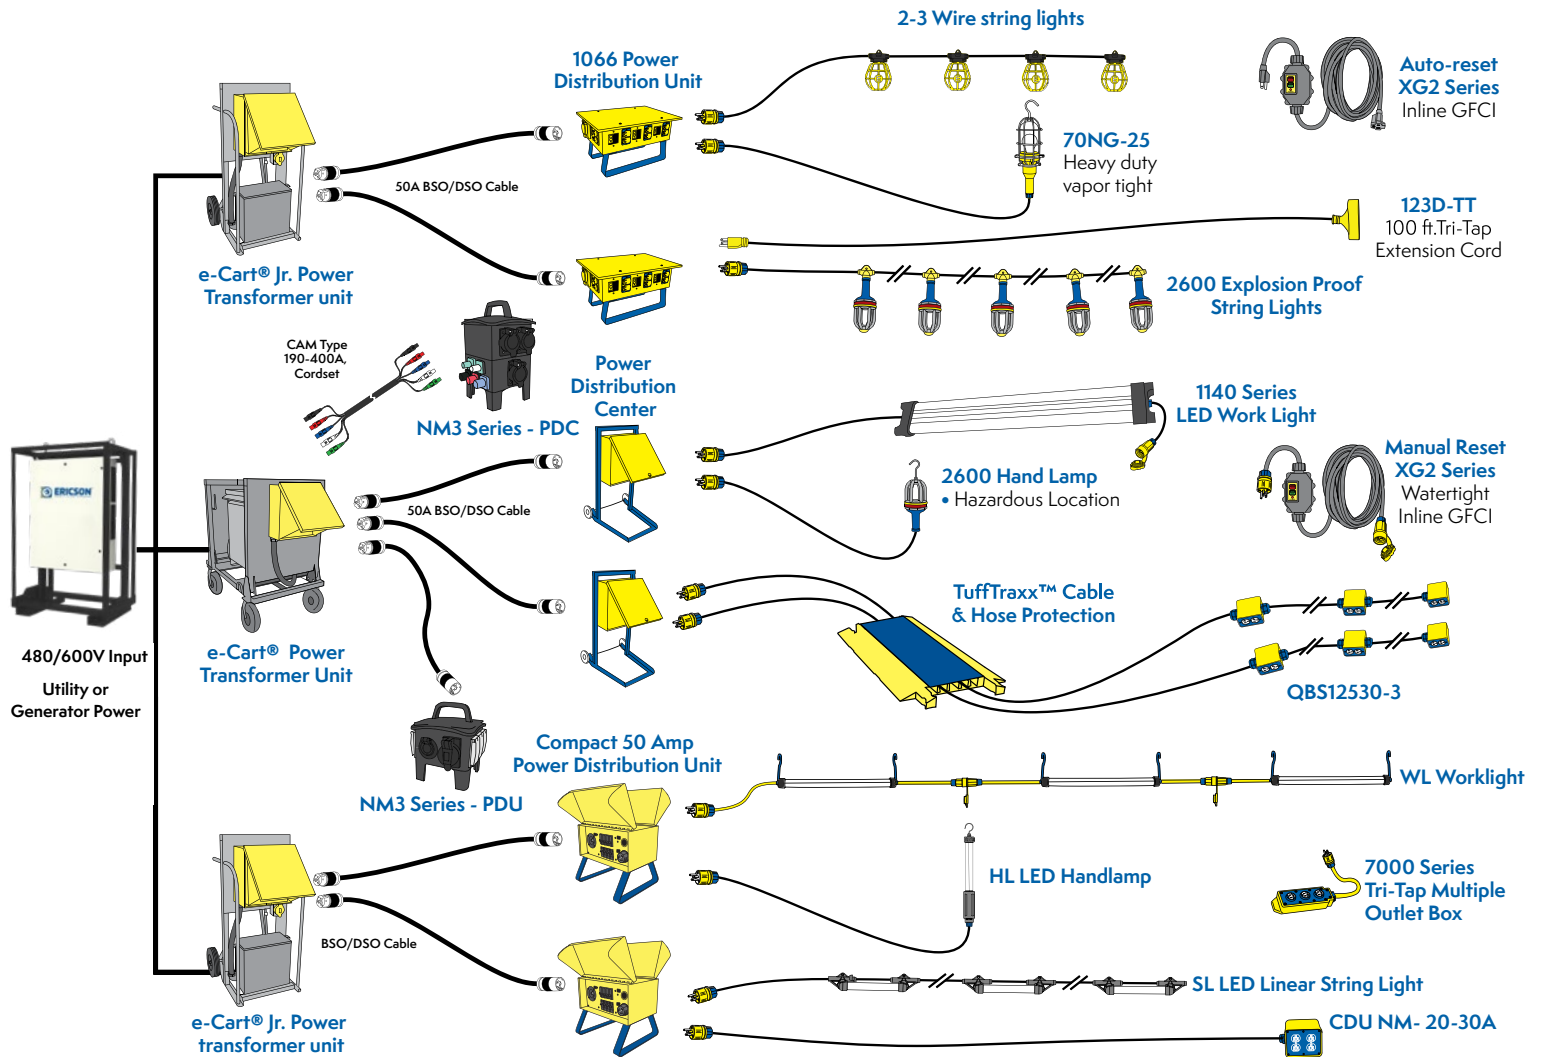 2-3 Wire string lights
1066 Power
Distribution Unit
Auto-reset
XG2 Series
Inline GFCI
70NG-25
Heavy duty
vapor tight
50A BSO/DSO Cable
123D-TT
100 ft.Tri-Tap
Extension Cord
e-Cart® Jr. Power
Transformer unit
2600 Explosion Proof
String Lights
CAM Type
190-400A,
Cordset
NM3 Series - PDC
Power
Distribution
Center
1140 Series
LED Work Light
2600 Hand Lamp
• Hazardous Location
Manual Reset
XG2 Series
Watertight
Inline GFCI
ERICSON
50A BSO/DSO Cable
TuffTraxx™ Cable
& Hose Protection
480/600V Input
Utility or
Generator Power
e-Cart® Power
Transformer Unit
QBS12530-3
NM3 Series - PDU
Compact 50 Amp
Power Distribution Unit
WL Worklight
HL LED Handlamp
7000 Series
Tri-Tap Multiple
Outlet Box
BSO/DSO Cable
SL LED Linear String Light
CDU NM- 20-30A
e-Cart® Jr. Power
transformer unit